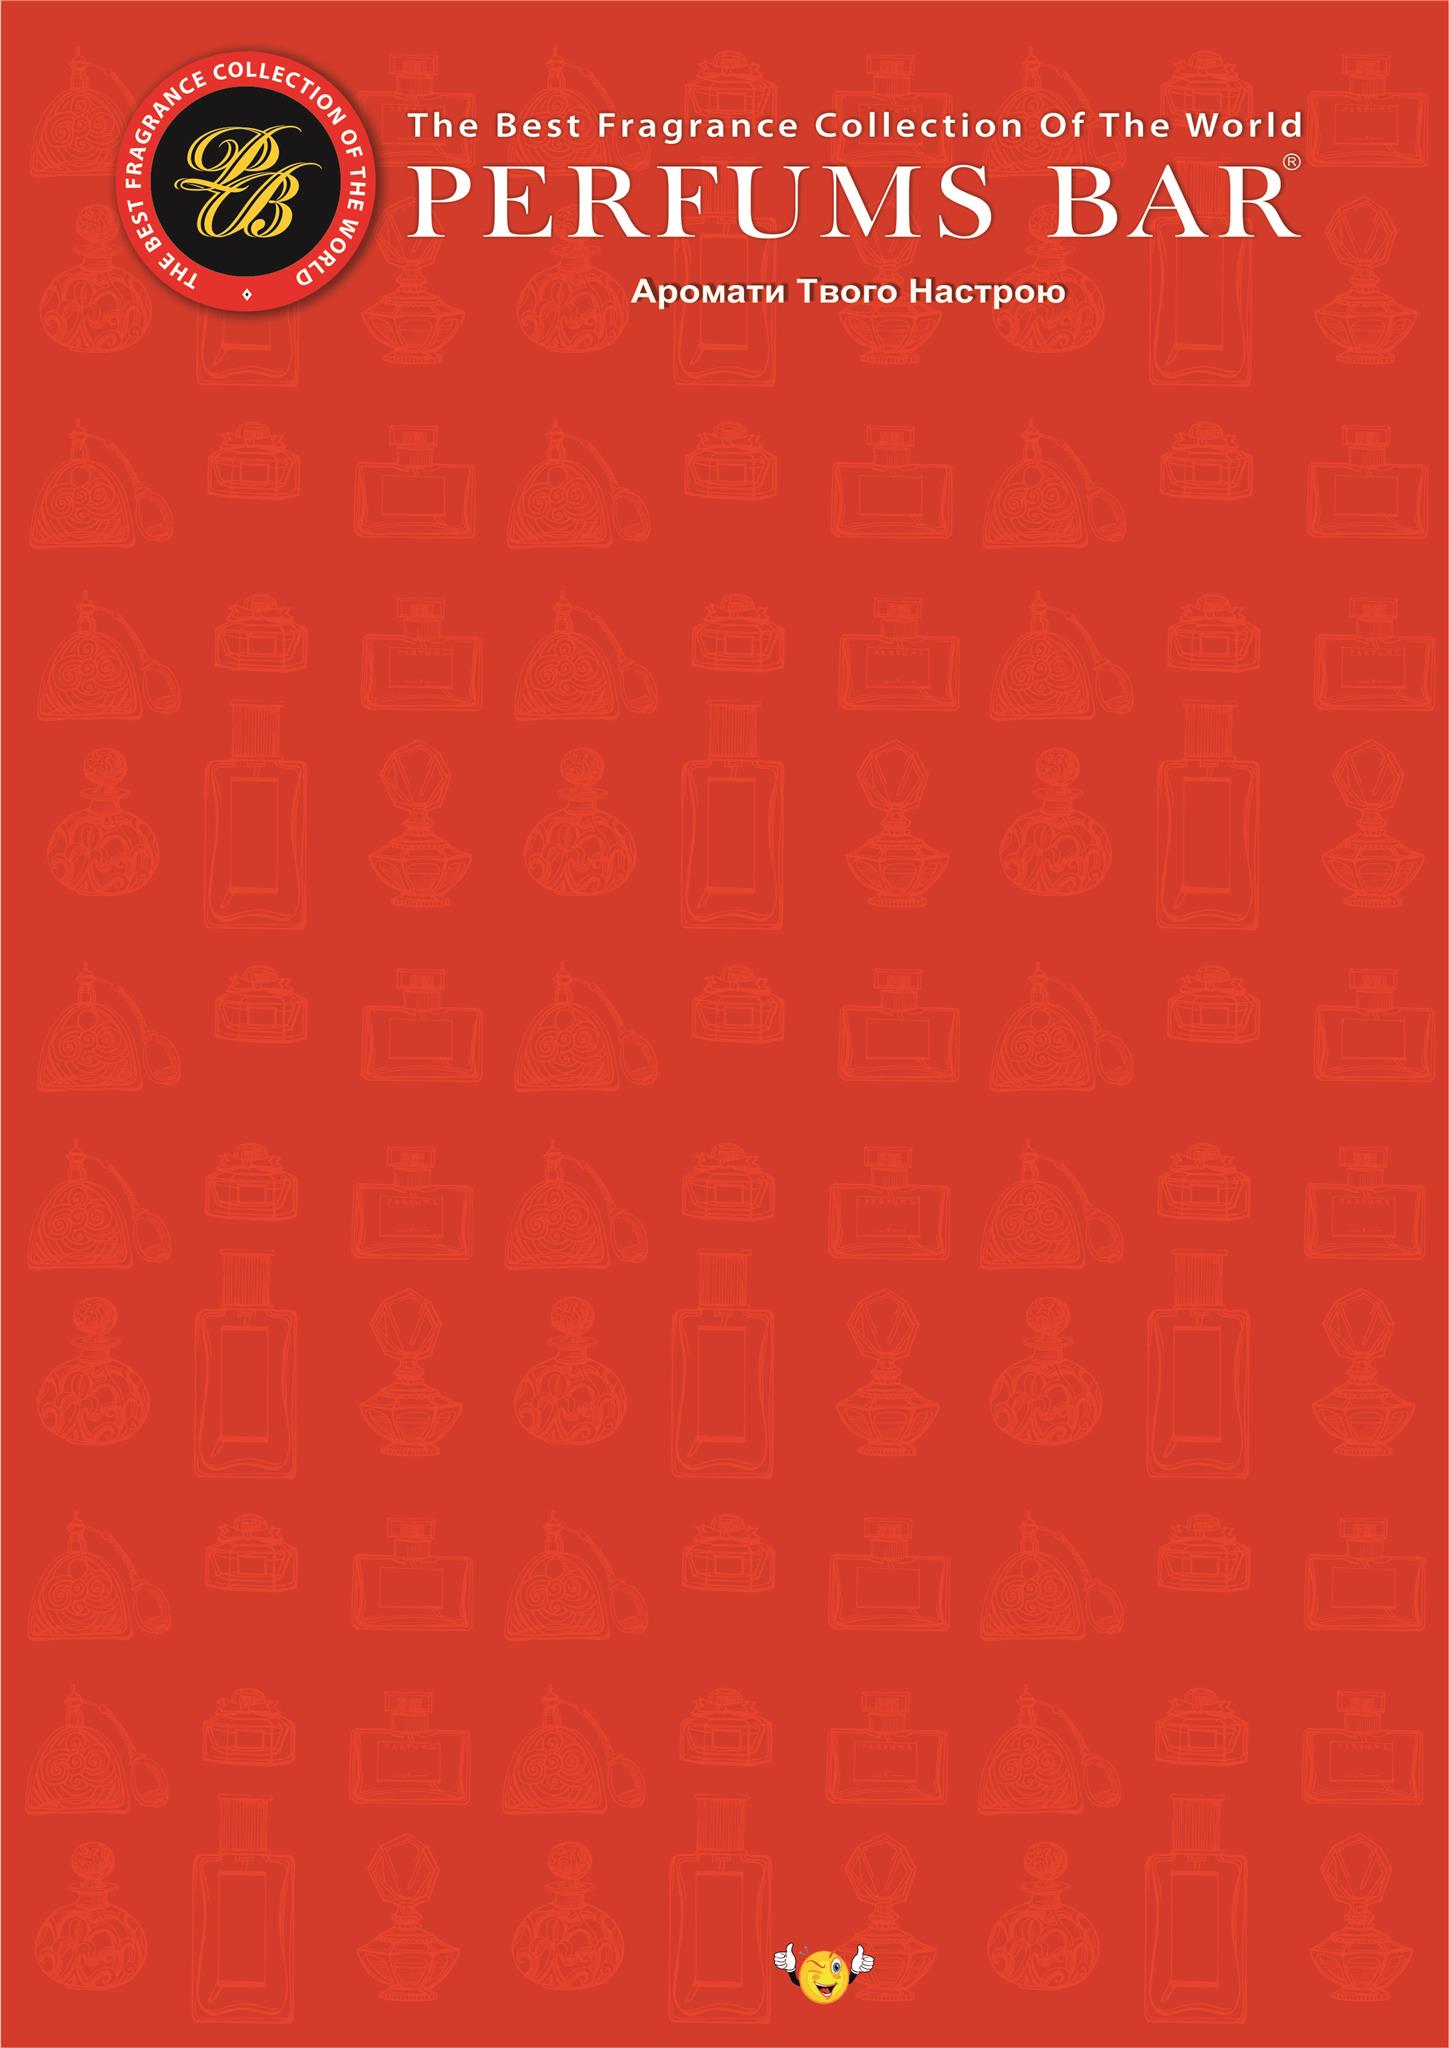 THE BEST FRAGRANCE COLLECTION OF THE WORLD
PB
The Best Fragrance Collection Of The World
PERFUMS BAR®
Аромати Твого Настрою